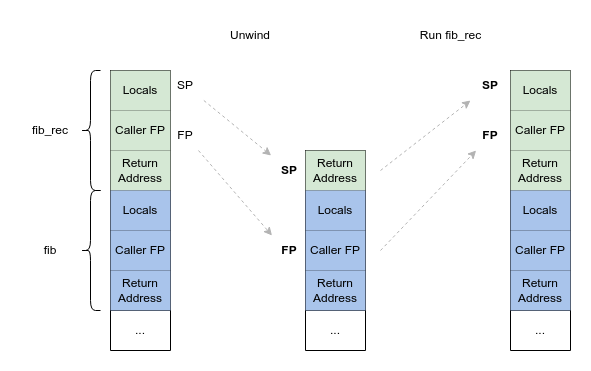 Unwind
Run fib_rec
fib_rec
fib
Locals
Caller FP
Return
Address
Locals
Caller FP
Return
Address
...
SP
FP
SP
FP
Return
Address
Locals
Caller FP
Return
Address
...
SP
FP
Locals
Caller FP
Return
Address
Locals
Caller FP
Return
Address
...